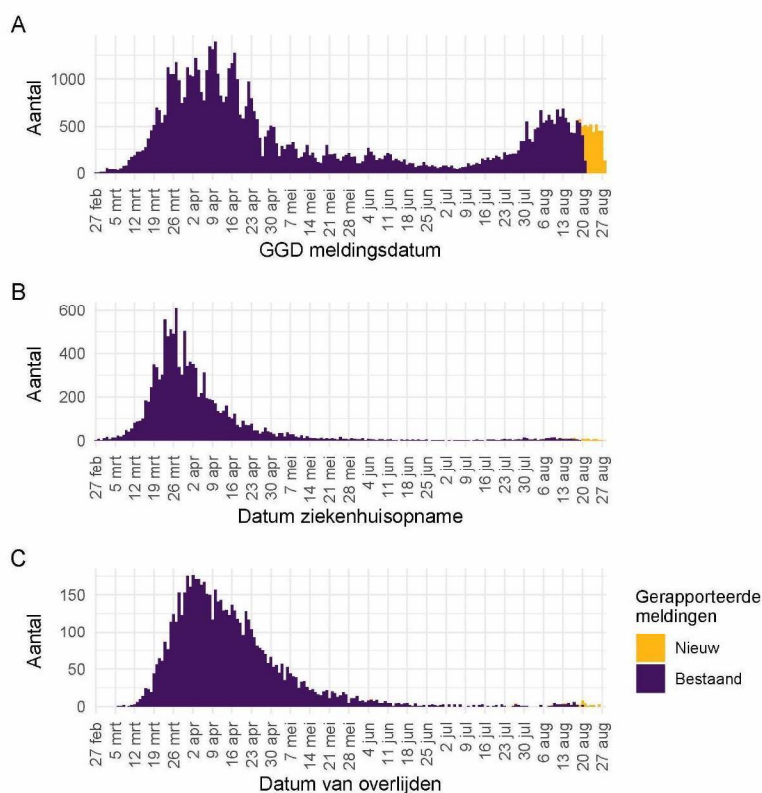 A
Aantal
1000
500
0
27 feb
5 mrt
12 mrt
19 mrt
26 mrt
2 apr
9 apr
16 apr
23 apr
30 apr
7 mei
14 mei
21 mei
28 mei
4 jun
11 jun
18 jun
25 jun
2 jul
9 jul
16 jul
23 jul
30 jul
6 aug
13 aug
20 aug
27 aug
GGD meldingsdatum
B
Aantal
600
400
200
0
27 feb
5 mrt
12 mrt
19 mrt
26 mrt
2 apr
9 apr
16 apr
23 apr
30 apr
7 mei
14 mei
21 mei
28 mei
4 jun
11 jun
18 jun
25 jun
2 jul
9 jul
16 jul
23 jul
30 jul
6 aug
13 aug
20 aug
27 aug
Datum ziekenhuisopname
C
Aantal
150
100
50
0
27 feb
5 mrt
12 mrt
19 mrt
26 mrt
2 apr
9 apr
16 apr
23 apr
30 apr
7 mei
14 mei
21 mei
28 mei
4 jun
11 jun
18 jun
25 jun
2 jul
9 jul
16 jul
23 jul
30 jul
6 aug
13 aug
20 aug
27 aug
Datum van overlijden
Gerapporteerde
meldingen
Nieuw
Bestaand